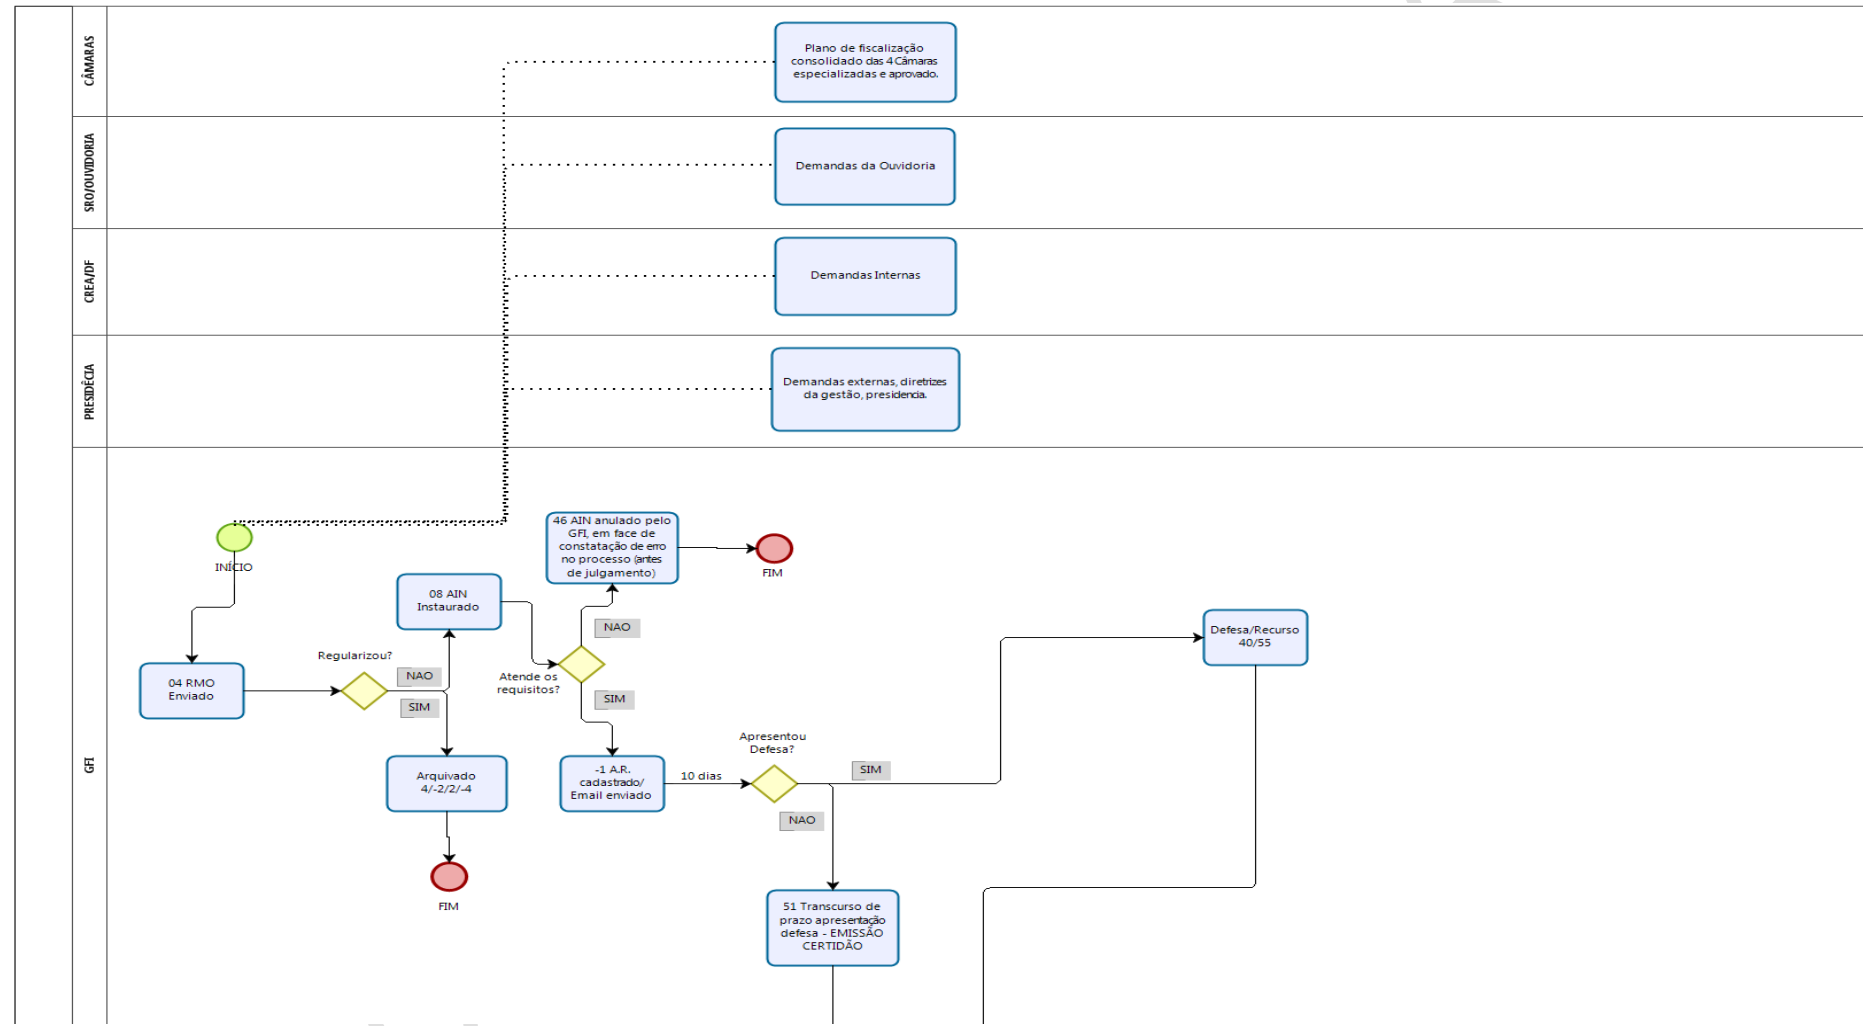 CÂMARAS
Plano de fiscalização
consolidado das 4 Câmaras
especializadas e aprovado.
SRO/OUVIDORIA
Demandas da Ouvidoria
CREA/DF
Demandas Internas
PRESIDÊCIA
Demandas externas, diretrizes
da gestão, presidencia.
GFI
INÍCIO
04 RMO
Enviado
Regularizou?
NAO
SIM
08 AIN
Instaurado
Arquivado
4/-2/2/-4
FIM
Atende os
requisitos?
NAO
46 AIN anulado pelo
GFI, em face de
constatação de erro
no processo (antes
de julgamento)
FIM
SIM
-1 A.R.
cadastrado/
Email enviado
10 dias
Apresentou
Defesa?
SIM
NAO
Defesa/Recurso
40/55
51 Transcurso de
prazo apresentação
defesa - EMISSÃO
CERTIDÃO